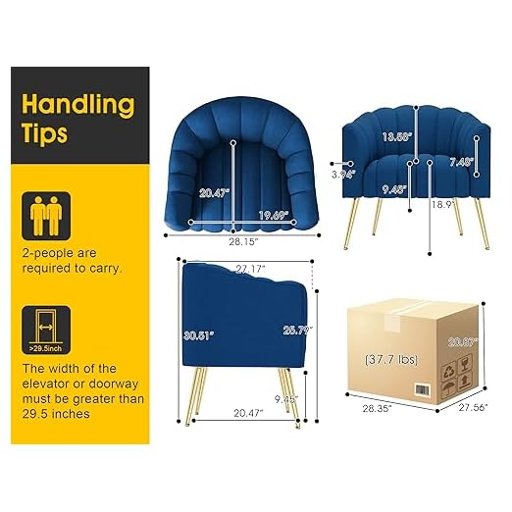 Handling
Tips
2-people are
required to carry.
>29.5inch
The width of the
elevator or doorway
must be greater than
29.5 inches
20.47"
19.69"
28.15"
13.58"
3.94"
7.48"
9.45"
18.9"
27.17"
30.51"
25.79"
9.45"
20.47"
20.87"
(37.7 lbs)
28.35"
27.56"